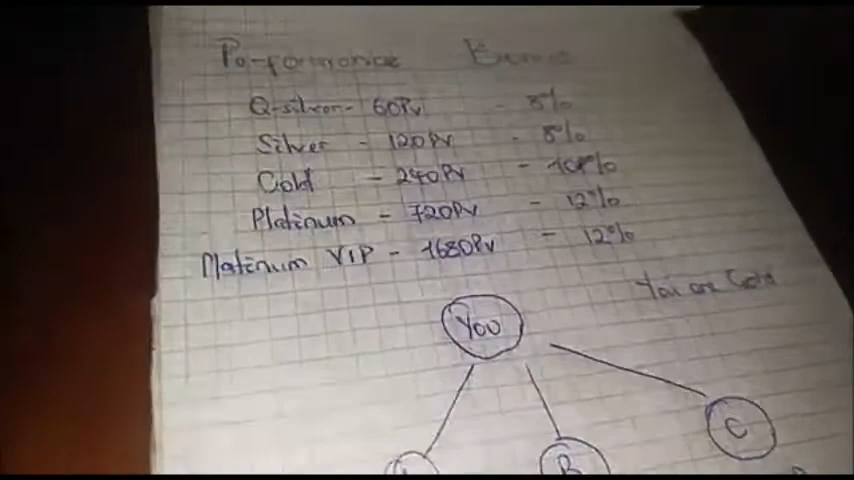 Performance Bonus
Q-silver- 60Pv - 8%
Silver - 120Pv - 8%
Gold - 240Pv - 10%
Platinum - 720Pv - 12%
Platinum VIP - 1680Pv - 12%
You are Gold
You
C
B